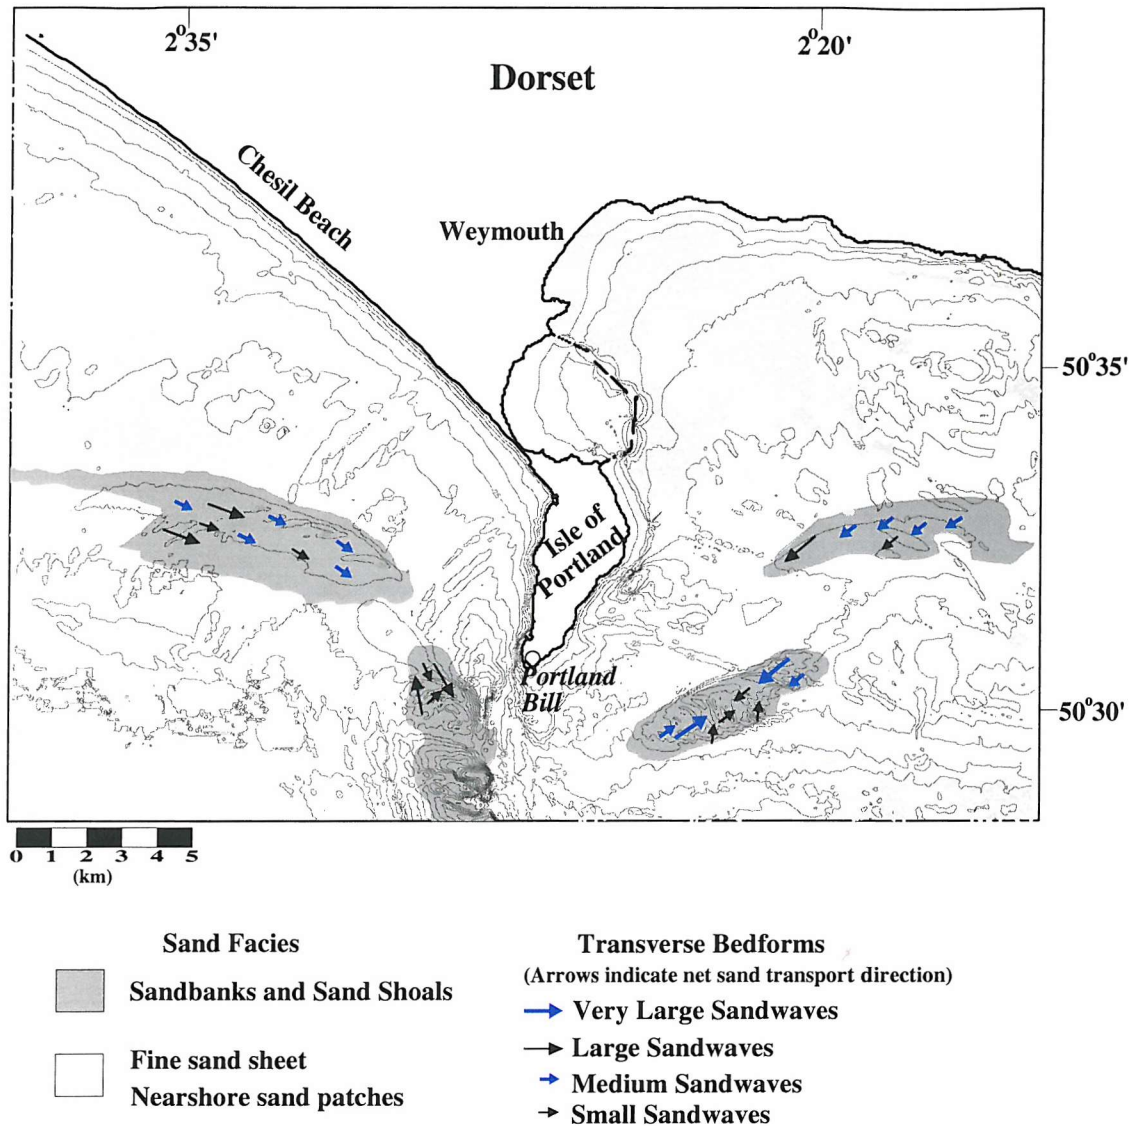 2°35'
2°20'
Dorset
Chesil Beach
Weymouth
50°35'
Isle of
Portland
Portland
Bill
50°30'
0 1 2 3 4 5
(km)
Sand Facies
Sandbanks and Sand Shoals
Fine sand sheet
Nearshore sand patches
Transverse Bedforms
(Arrows indicate net sand transport direction)
Very Large Sandwaves
Large Sandwaves
Medium Sandwaves
Small Sandwaves